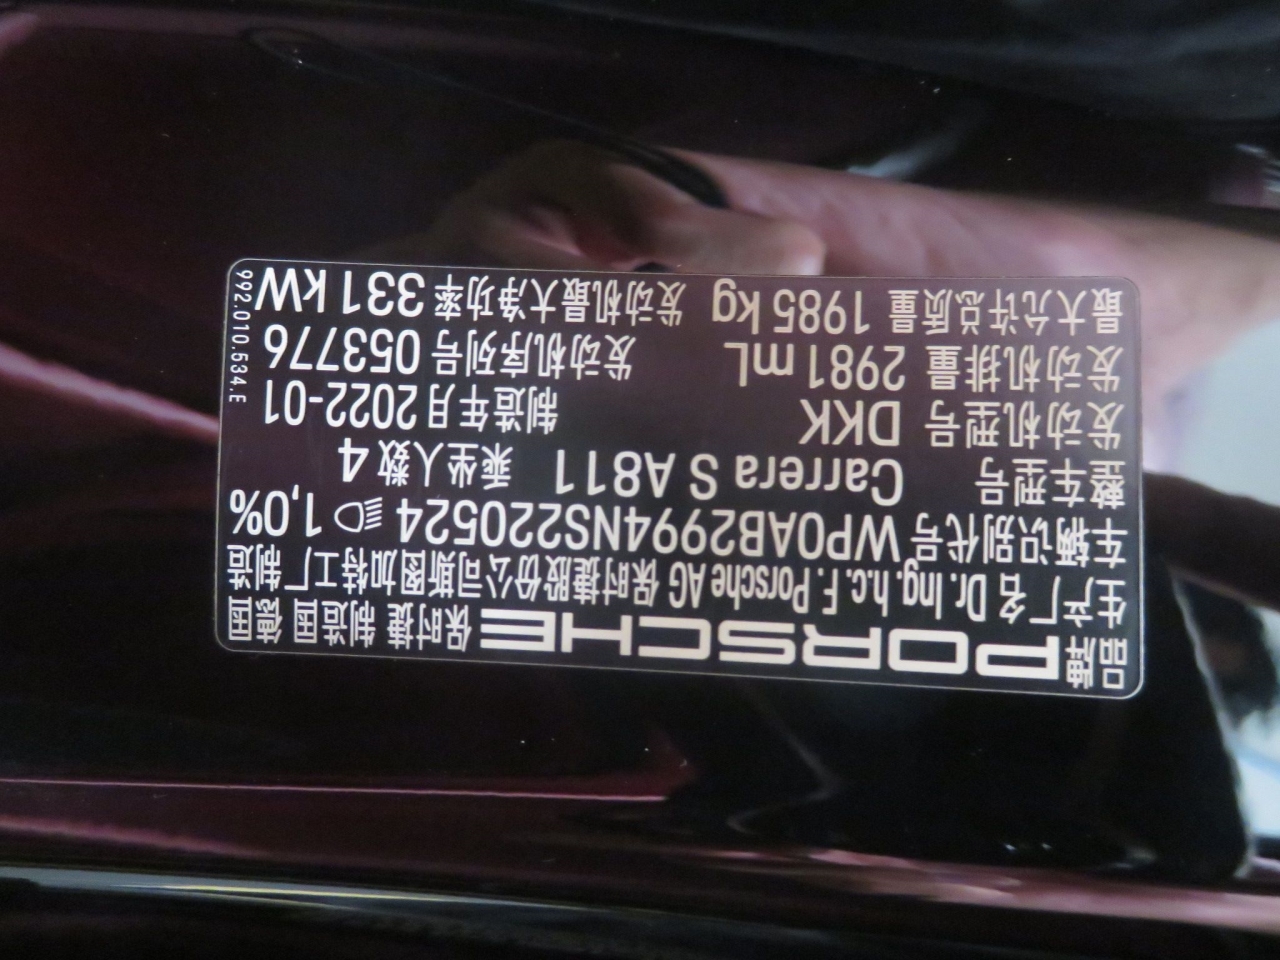 品牌 PORSCHE 保时捷 制造国 德国
生产厂名 Dr. Ing. h.c. F. Porsche AG 保时捷股份公司斯图加特工厂制造
车辆识别代号 WP0AB2994NS220524 1,0%
整车型号 Carrera S A811 乘坐人数 4
发动机型号 DKK 制造年月 2022-01
发动机排量 2981 mL 发动机序列号 053776
最大允许总质量 1985 kg 发动机最大净功率 331 kW
992.010.534.E